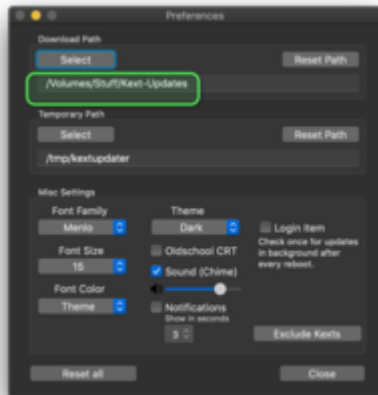 Preferences
Download Path
Select
Reset Path
/Volumes/Stuff/Kext-Updates
Temporary Path
Select
Reset Path
/tmp/kextupdater
Misc Settings
Font Family
Theme
Menlo
Dark
Login Item
Check once for updates
in background after
every reboot.
Font Size
Oldschool CRT
15
Sound (Chime)
Font Color
Theme
Notifications
Show in seconds
3
Exclude Kexts
Reset all
Close